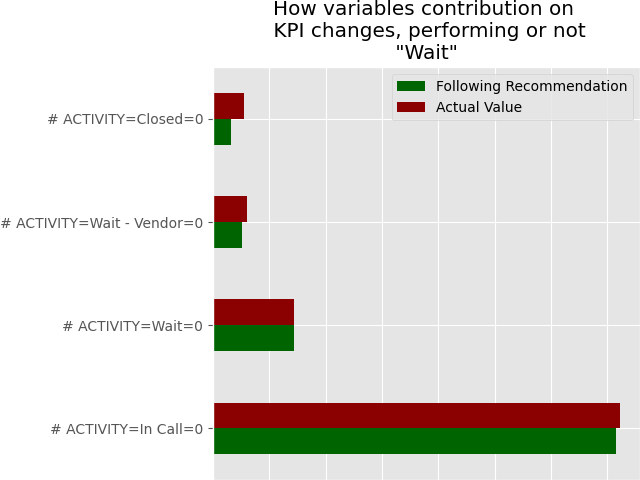 How variables contribution on
KPI changes, performing or not
"Wait"
Following Recommendation
Actual Value
# ACTIVITY=Closed=0
# ACTIVITY=Wait - Vendor=0
# ACTIVITY=Wait=0
# ACTIVITY=In Call=0